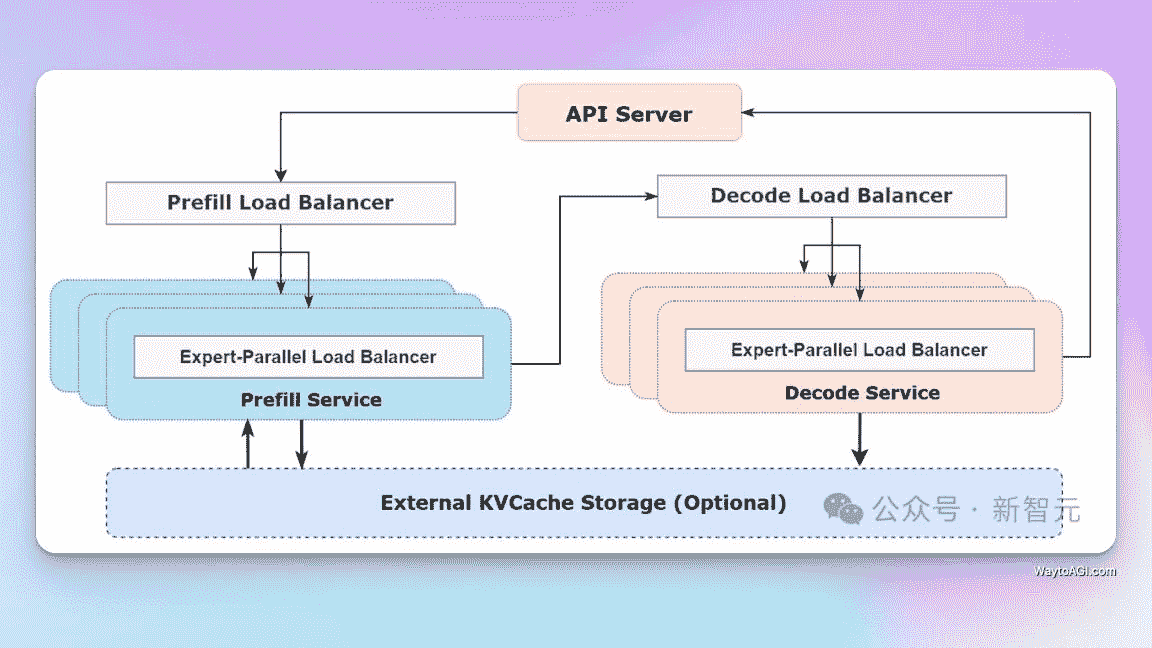 API Server
Prefill Load Balancer
Decode Load Balancer
Expert-Parallel Load Balancer
Prefill Service
Expert-Parallel Load Balancer
Decode Service
External KVCache Storage (Optional)
公众号 · 新智元
WaytoAGI.com